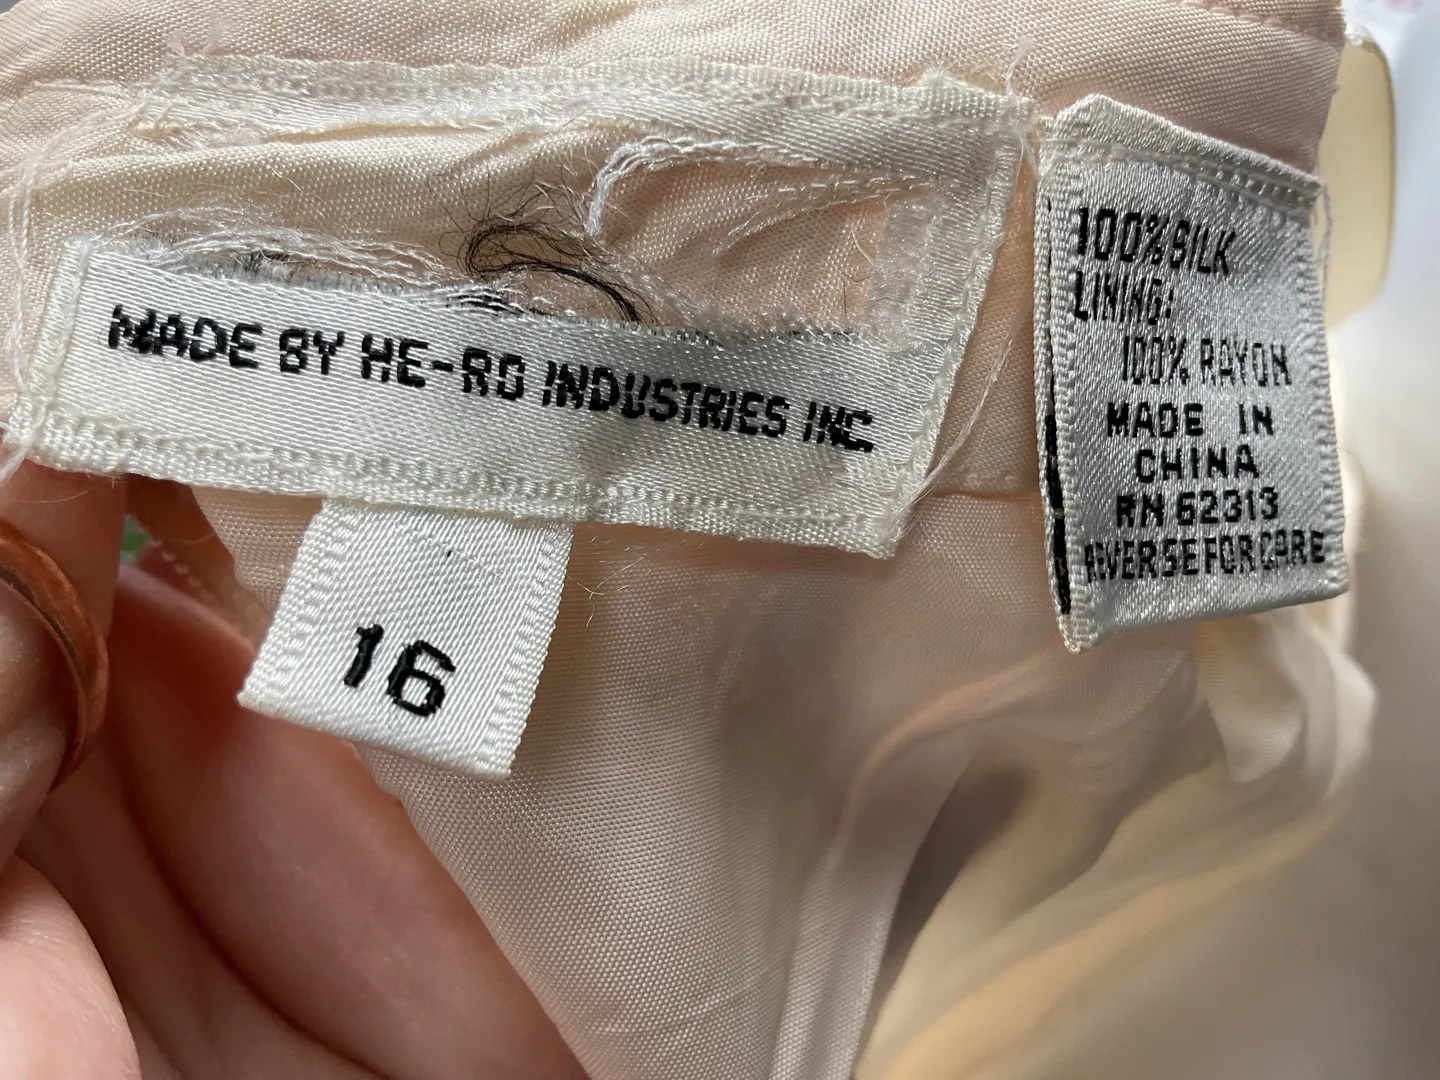 MADE BY HE-RO INDUSTRIES INC
16
100% SILK
LINING:
100% RAYON
MADE IN
CHINA
RN 62313
REVERSE FOR CARE